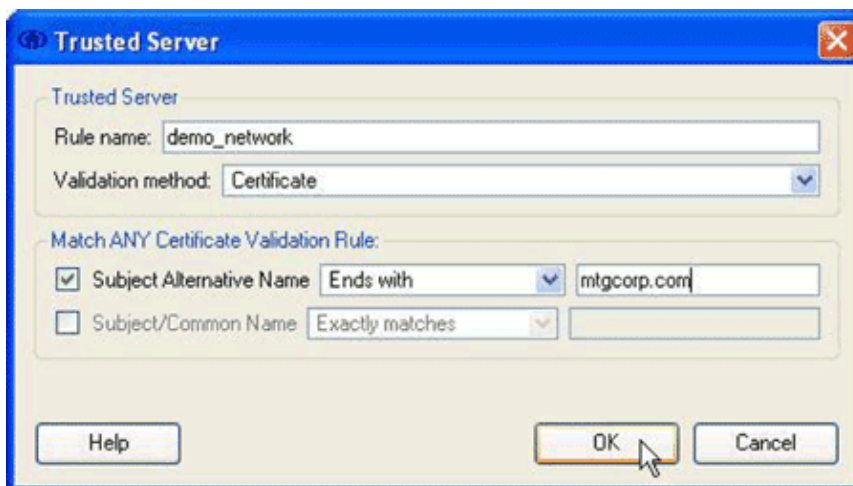 Trusted Server
Trusted Server
Rule name: demo_network
Validation method: Certificate
Match ANY Certificate Validation Rule:
Subject Alternative Name Ends with mtgcorp.com
Subject/Common Name Exactly matches
Help OK Cancel